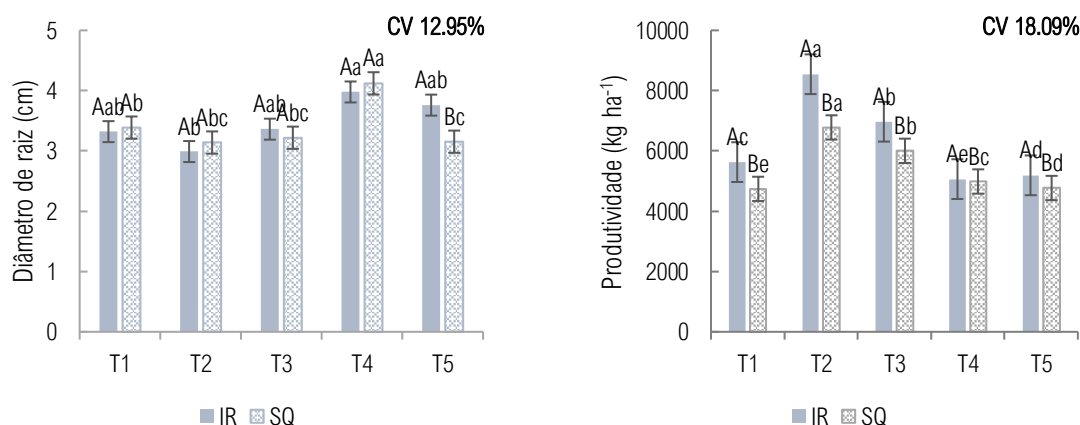 CV 12.95%
Diâmetro de raiz (cm)
5
4
3
2
1
0
Aab Ab
Ab Abc
Aab Abc
Aa Aa
Aab Bc
T1 T2 T3 T4 T5
IR SQ
CV 18.09%
Produtividade (kg ha⁻¹)
10000
8000
6000
4000
2000
0
Ac Be
Aa Ba
Ab Bb
Ae Bc
Ad Bd
T1 T2 T3 T4 T5
IR SQ